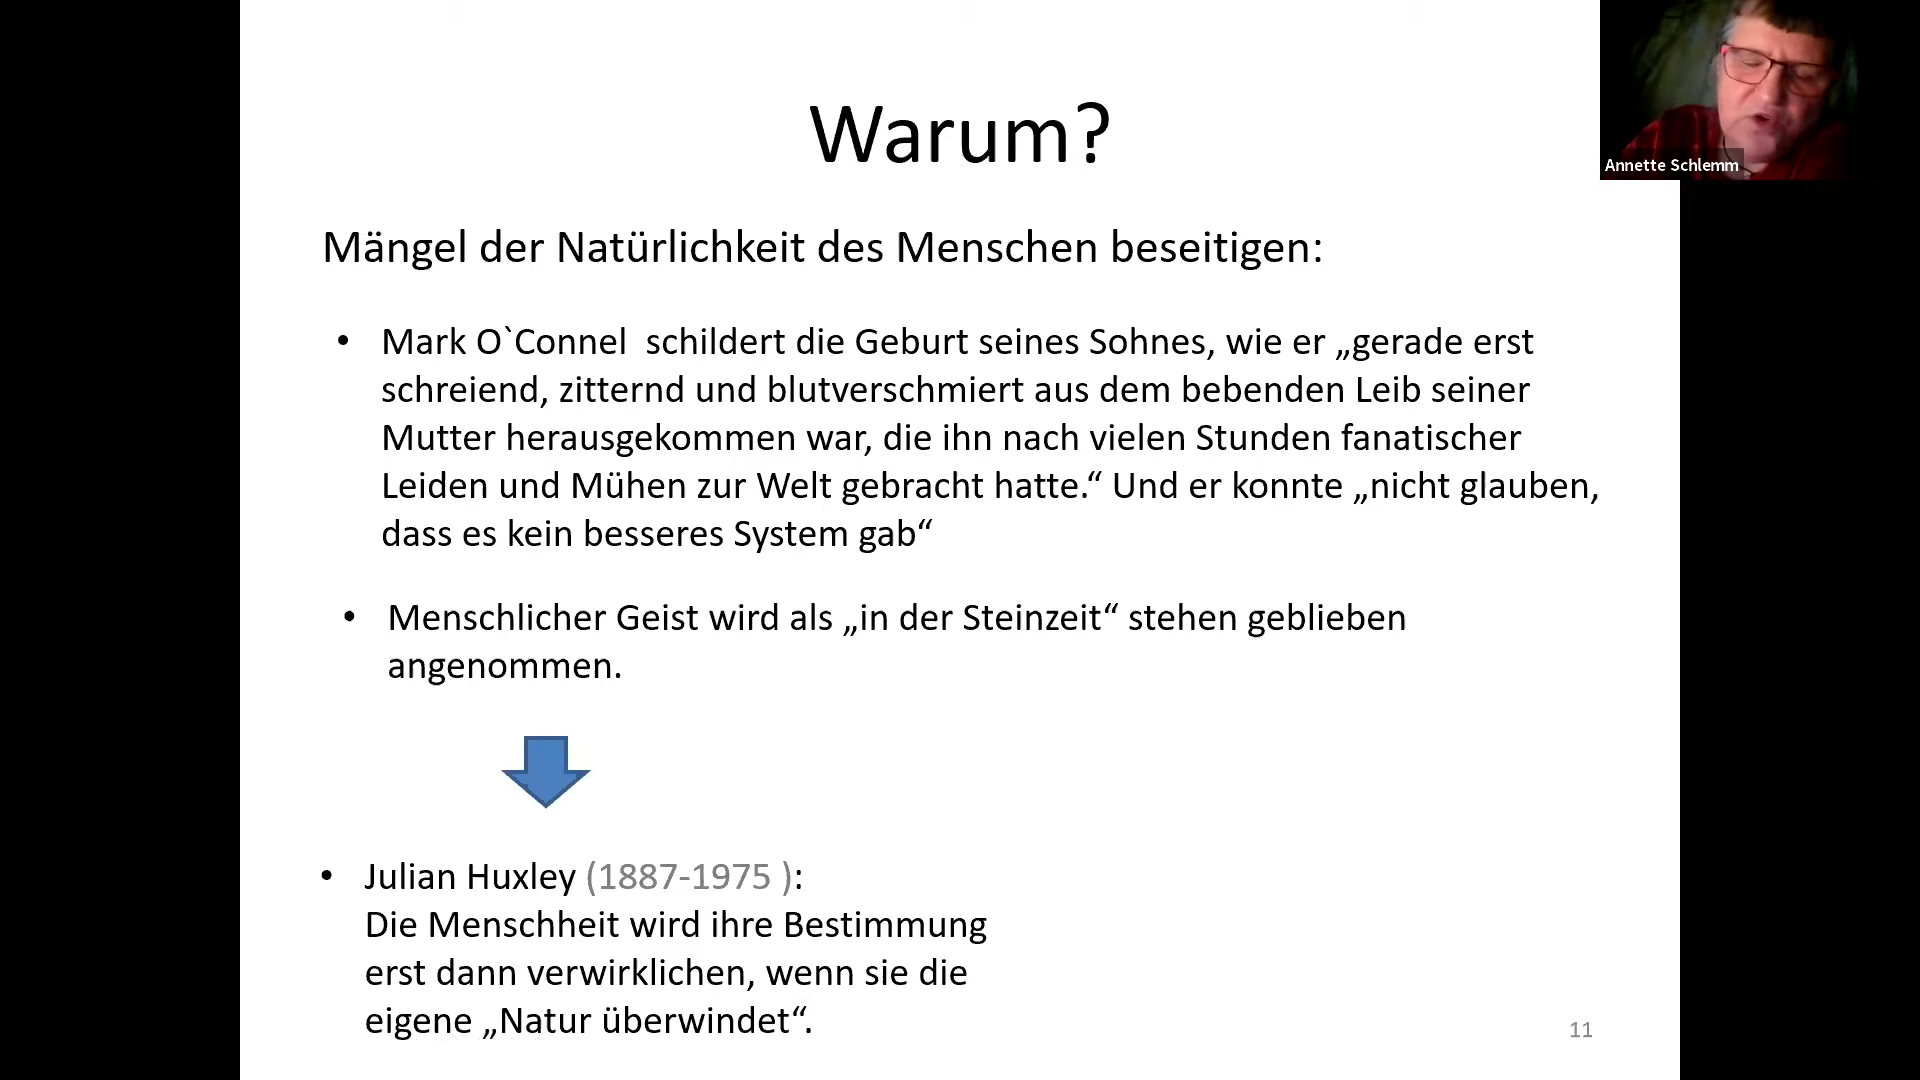 Warum?
Annette Schlemm
Mängel der Natürlichkeit des Menschen beseitigen:
• Mark O`Connel  schildert die Geburt seines Sohnes, wie er „gerade erst
schreiend, zitternd und blutverschmiert aus dem bebenden Leib seiner
Mutter herausgekommen war, die ihn nach vielen Stunden fanatischer
Leiden und Mühen zur Welt gebracht hatte.“ Und er konnte „nicht glauben,
dass es kein besseres System gab“
• Menschlicher Geist wird als „in der Steinzeit“ stehen geblieben
angenommen.
• Julian Huxley (1887-1975 ):
Die Menschheit wird ihre Bestimmung
erst dann verwirklichen, wenn sie die
eigene „Natur überwindet“.
11